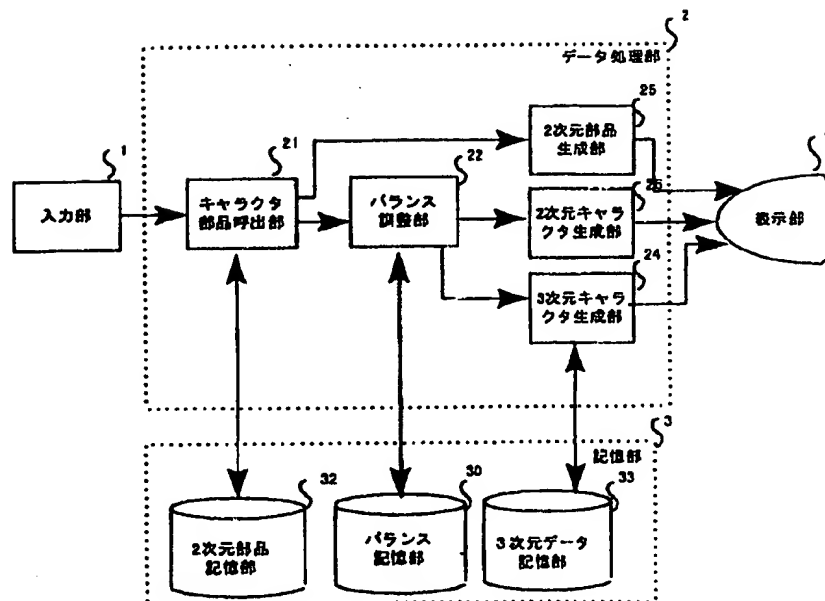 2
データ処理部
25
2次元部品
生成部
1
入力部
21
キャラクタ
部品呼出部
22
バランス
調整部
2次元キャラ
クタ生成部
表示部
24
3次元キャラ
クタ生成部
3
記憶部
32
2次元部品
記憶部
30
バランス
記憶部
33
3次元データ
記憶部